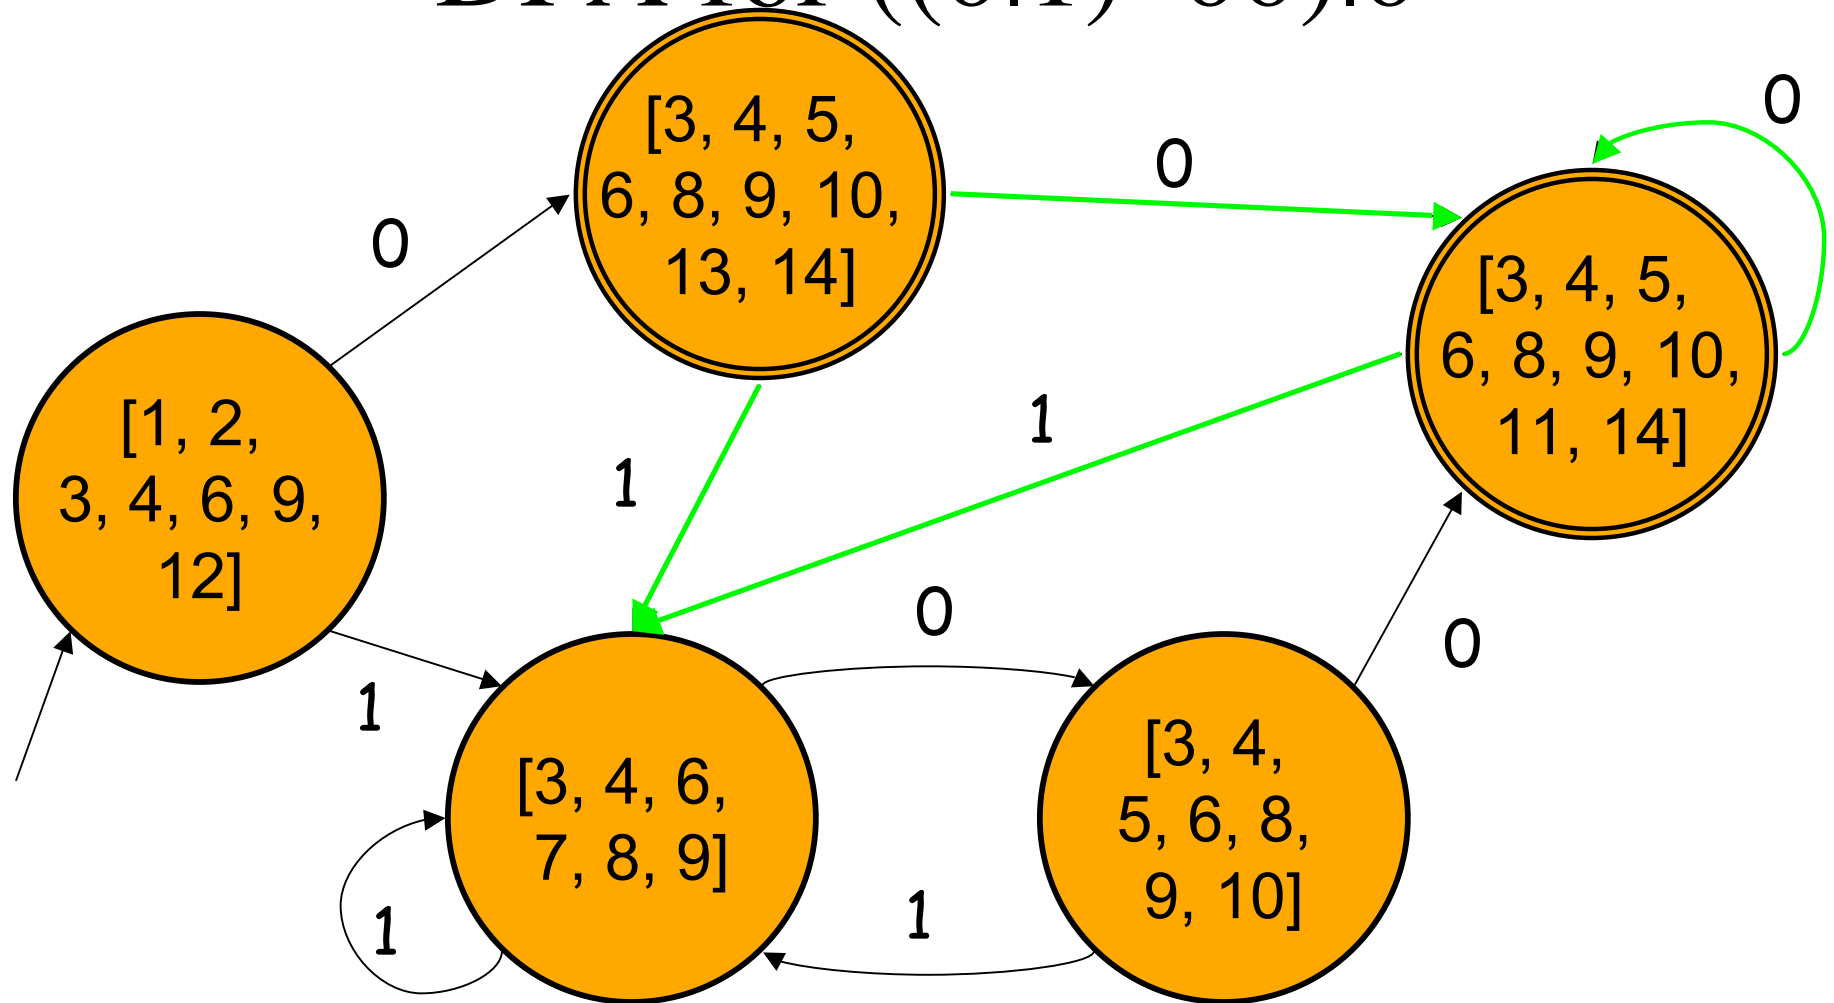 0
[3, 4, 5,
6, 8, 9, 10,
13, 14]
0
0
[3, 4, 5,
6, 8, 9, 10,
11, 14]
[1, 2,
3, 4, 6, 9,
12]
1
1
0
0
1
[3, 4, 6,
7, 8, 9]
[3, 4,
5, 6, 8,
9, 10]
1
1